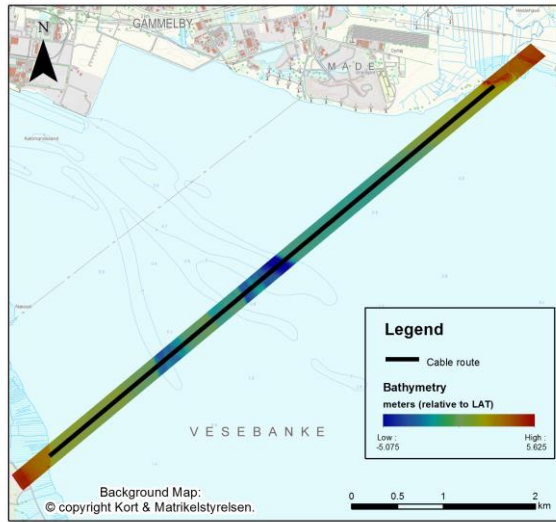 GAMMELBY
N
MÅDE
VESEBANKE
Legend
Cable route
Bathymetry
meters (relative to LAT)
Low :
-5.075
High :
5.625
Background Map:
© copyright Kort & Matrikelstyrelsen.
0 0.5 1 2
km